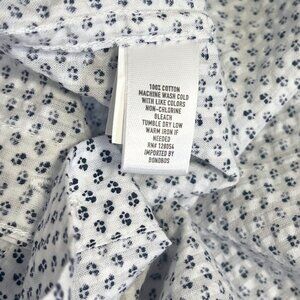 100% COTTON
MACHINE WASH COLD
WITH LIKE COLORS
NON-CHLORINE
BLEACH
TUMBLE DRY LOW
WARM IRON IF
NEEDED
RN# 128054
IMPORTED BY
BONOBOS